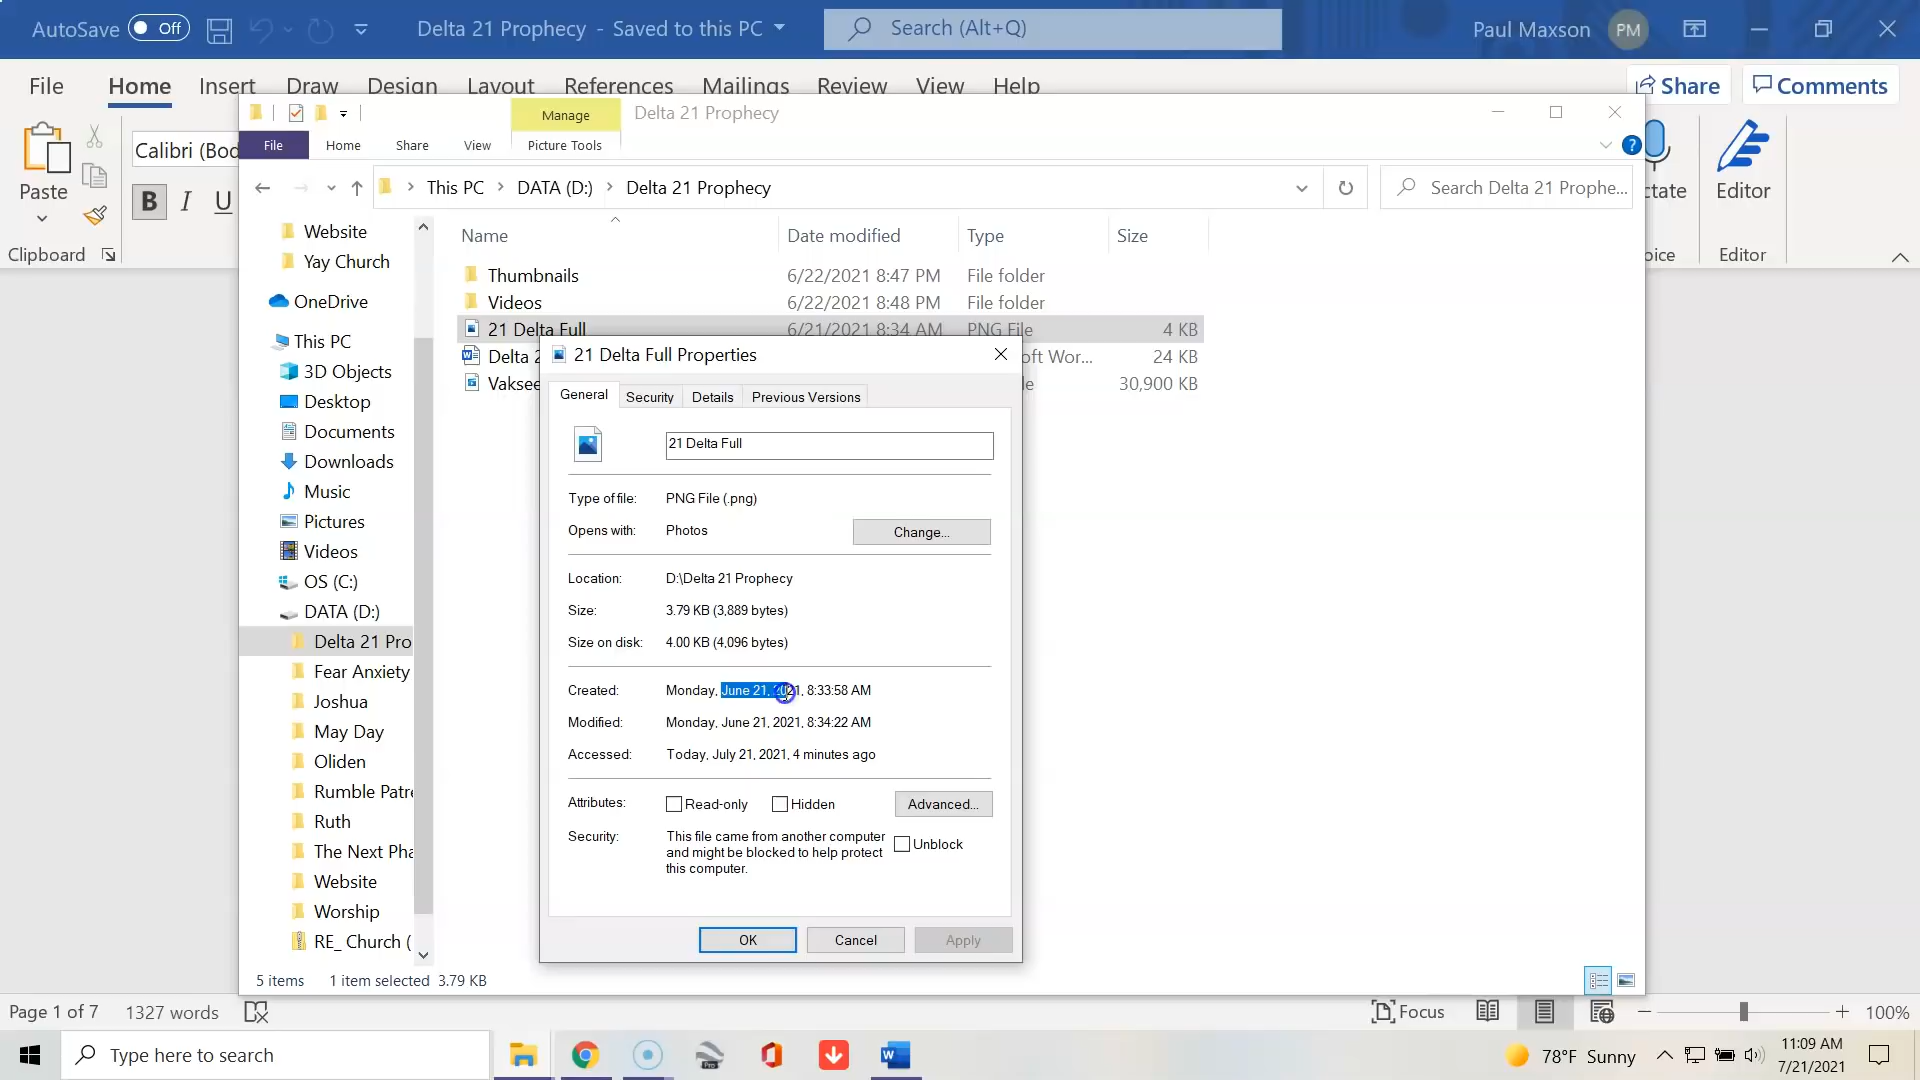 AutoSave Off Delta 21 Prophecy - Saved to this PC Search (Alt+Q) Paul Maxson PM
File Home Insert Draw Design Layout References Mailings Review View Help Share Comments
Manage Delta 21 Prophecy
File Home Share View Picture Tools
Calibri (Bod
Paste
B I U
Clipboard
Editor
Editor
This PC DATA (D:) Delta 21 Prophecy Search Delta 21 Prophe...
Name Date modified Type Size
Thumbnails 6/22/2021 8:47 PM File folder
Videos 6/22/2021 8:48 PM File folder
21 Delta Full 6/21/2021 8:34 AM PNG File 4 KB
Delta 2 oft Wor... 24 KB
Vaksee le 30,900 KB
Website
Yay Church
OneDrive
This PC
3D Objects
Desktop
Documents
Downloads
Music
Pictures
Videos
OS (C:)
DATA (D:)
Delta 21 Pro
Fear Anxiety
Joshua
May Day
Oliden
Rumble Patre
Ruth
The Next Pha
Website
Worship
RE_ Church (
21 Delta Full Properties
General Security Details Previous Versions
21 Delta Full
Type of file: PNG File (.png)
Opens with: Photos Change...
Location: D:\Delta 21 Prophecy
Size: 3.79 KB (3,889 bytes)
Size on disk: 4.00 KB (4,096 bytes)
Created: Monday, June 21, 2021, 8:33:58 AM
Modified: Monday, June 21, 2021, 8:34:22 AM
Accessed: Today, July 21, 2021, 4 minutes ago
Attributes: Read-only Hidden Advanced...
Security: This file came from another computer
and might be blocked to help protect
this computer.
Unblock
OK Cancel Apply
5 items 1 item selected 3.79 KB
Page 1 of 7 1327 words Focus 100%
Type here to search 78°F Sunny 11:09 AM
7/21/2021